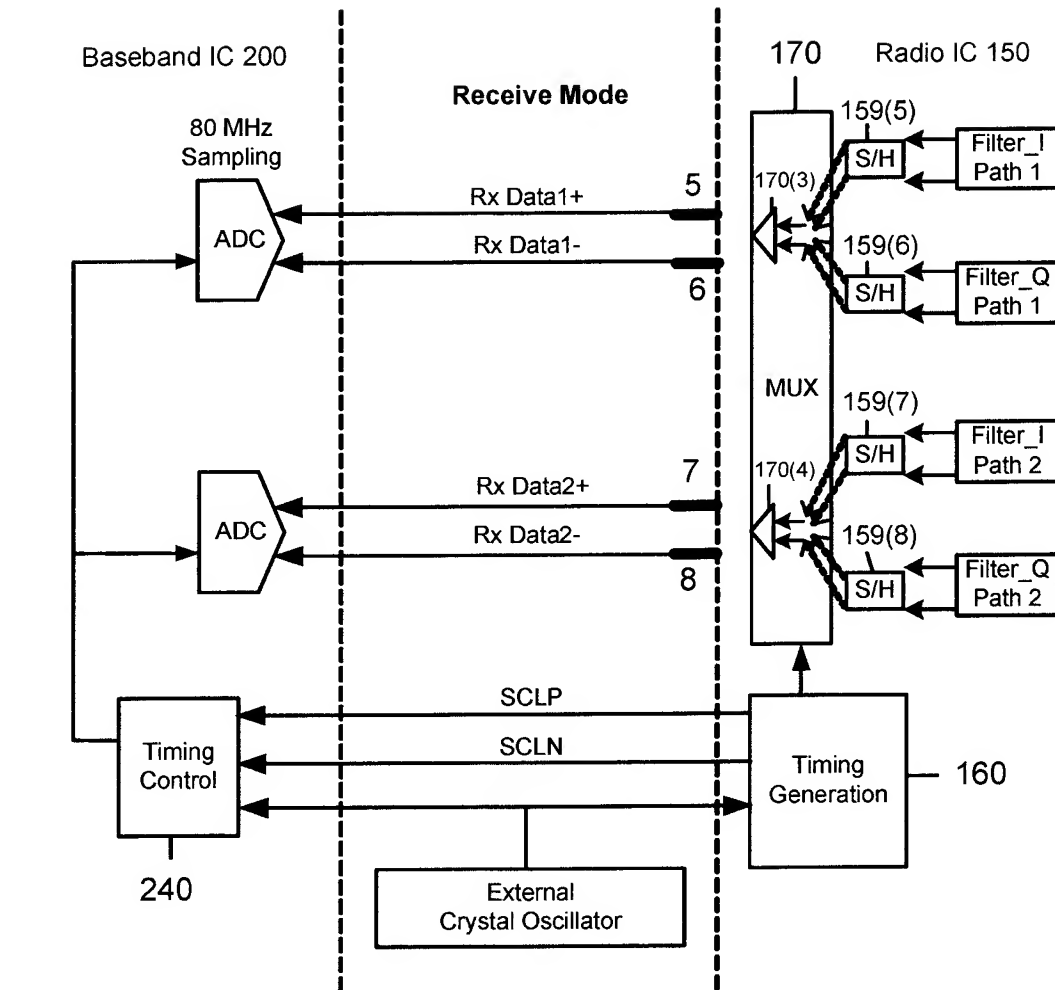 Baseband IC 200
Receive Mode
170
Radio IC 150
80 MHz
Sampling
ADC
Rx Data1+
5
Rx Data1-
6
170(3)
159(5)
S/H
Filter_I
Path 1
159(6)
S/H
Filter_Q
Path 1
MUX
ADC
Rx Data2+
7
Rx Data2-
8
170(4)
159(7)
S/H
Filter_I
Path 2
159(8)
S/H
Filter_Q
Path 2
Timing
Control
240
SCLP
SCLN
Timing
Generation
160
External
Crystal Oscillator